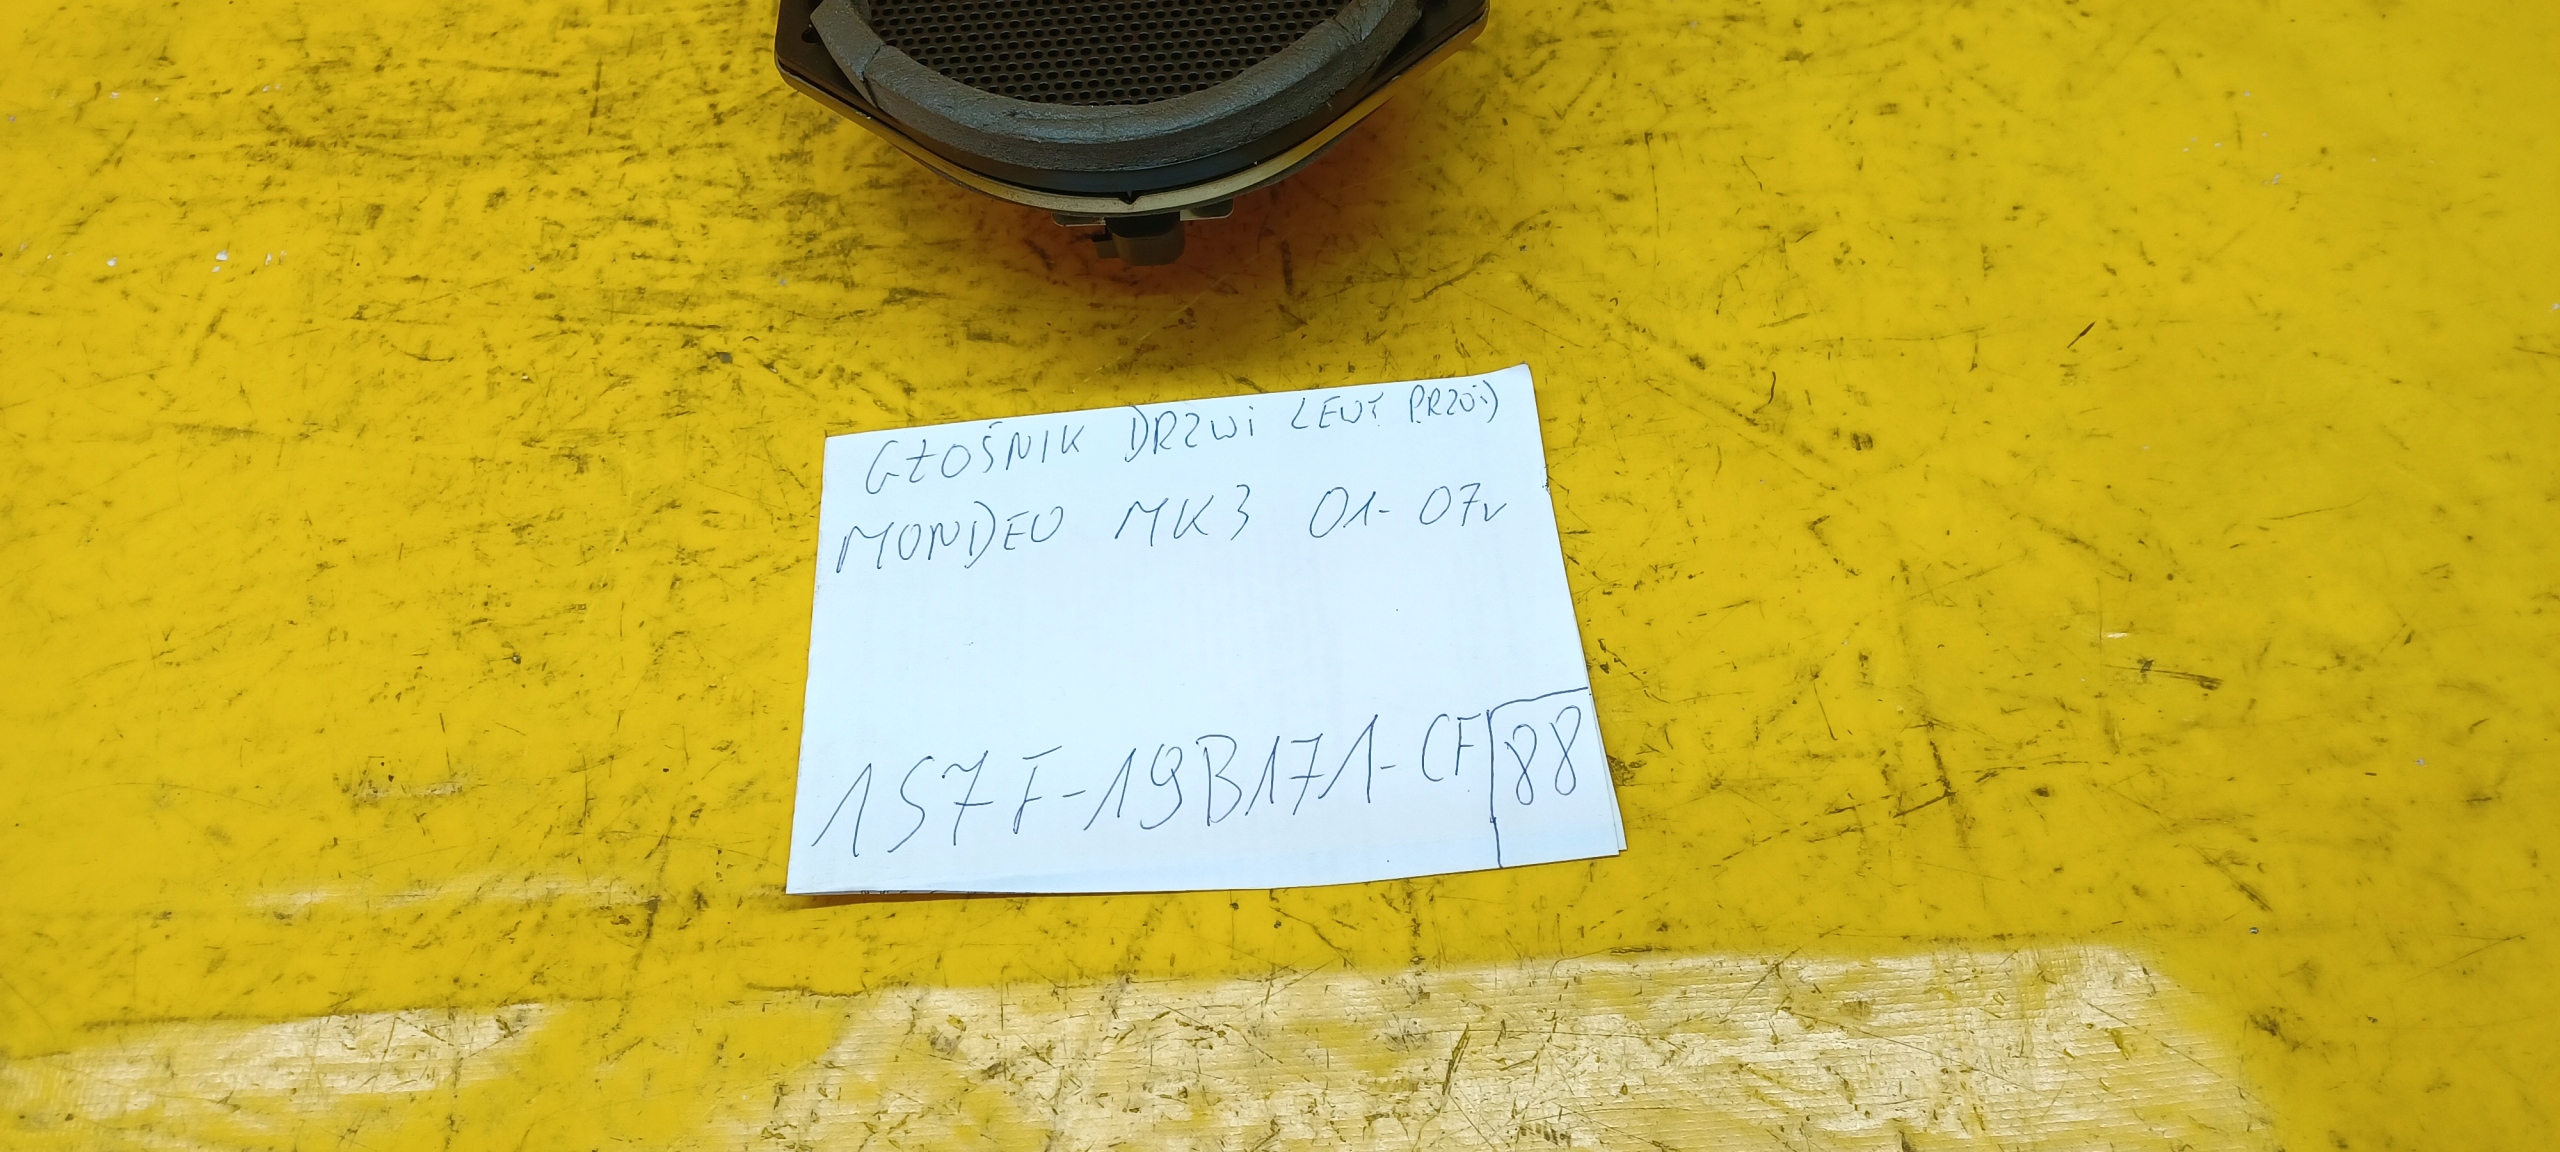 GŁOŚNIK DRZWI LEWY PRZÓD
MONDEO MK3 01-07r
1S7F-19B171-CF 88